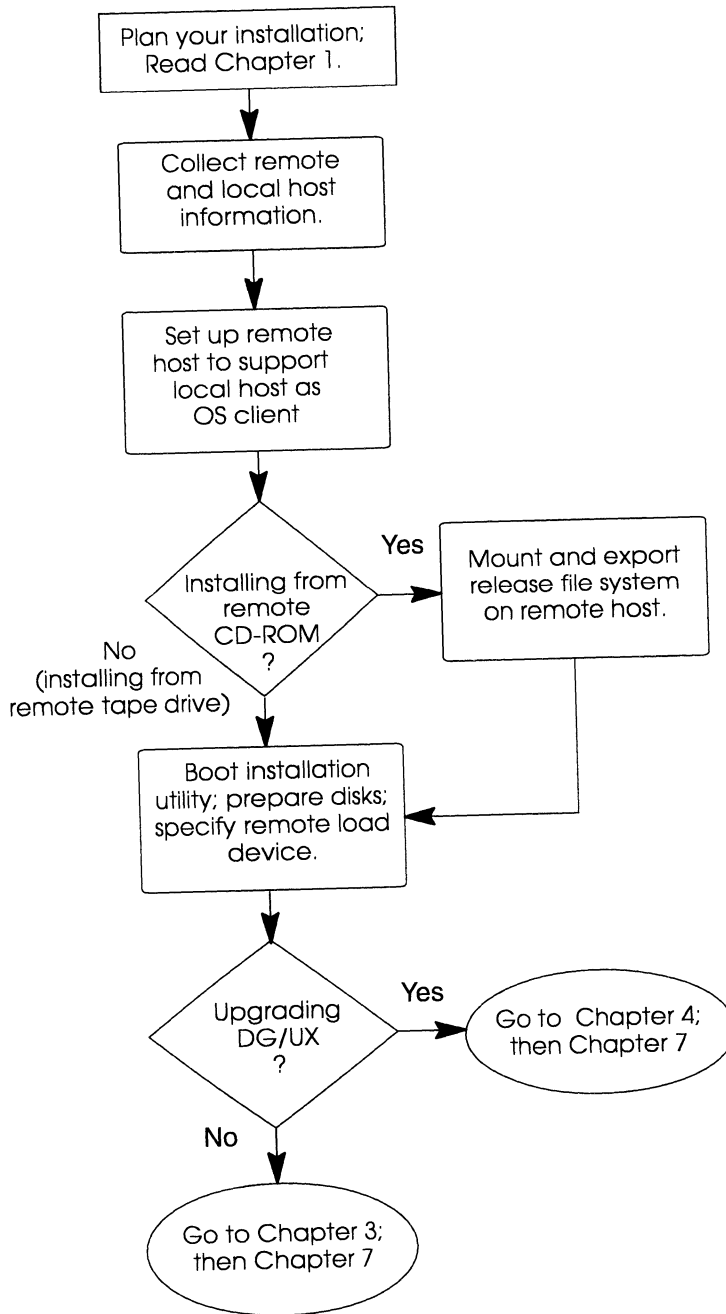 Plan your installation;
Read Chapter 1.
Collect remote
and local host
information.
Set up remote
host to support
local host as
OS client
Installing from
remote
CD-ROM
?
Yes
Mount and export
release file system
on remote host.
No
(installing from
remote tape drive)
Boot installation
utility; prepare disks;
specify remote load
device.
Upgrading
DG/UX
?
Yes
Go to Chapter 4;
then Chapter 7
No
Go to Chapter 3;
then Chapter 7